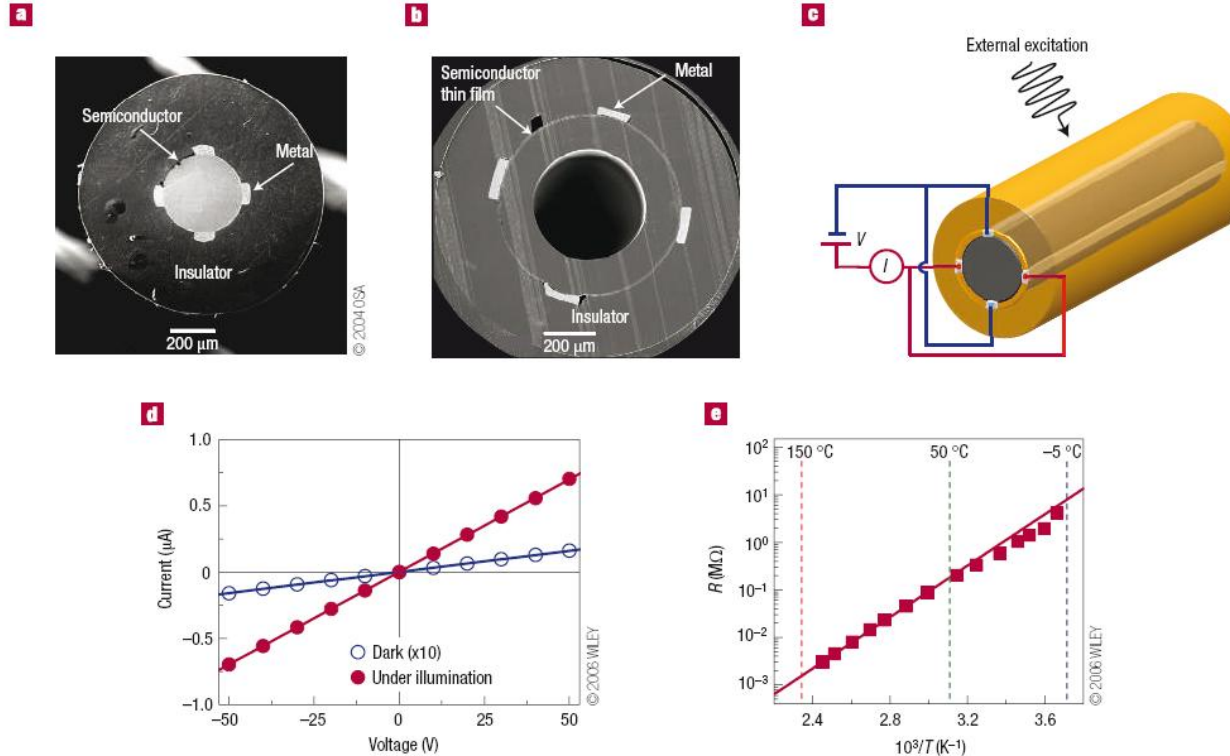 a
Semiconductor
Metal
Insulator
200 μm
© 2004 OSA
b
Semiconductor
thin film
Metal
Insulator
200 μm
c
External excitation
V
I
d
Current (μA)
1.0
0.5
0
–0.5
–1.0
Dark (x10)
Under illumination
–50
–25
0
25
50
Voltage (V)
© 2006 WILEY
e
R (MΩ)
10²
10¹
10⁰
10⁻¹
10⁻²
10⁻³
150 °C
50 °C
–5 °C
2.4
2.8
3.2
3.6
10³/T (K⁻¹)
© 2006 WILEY